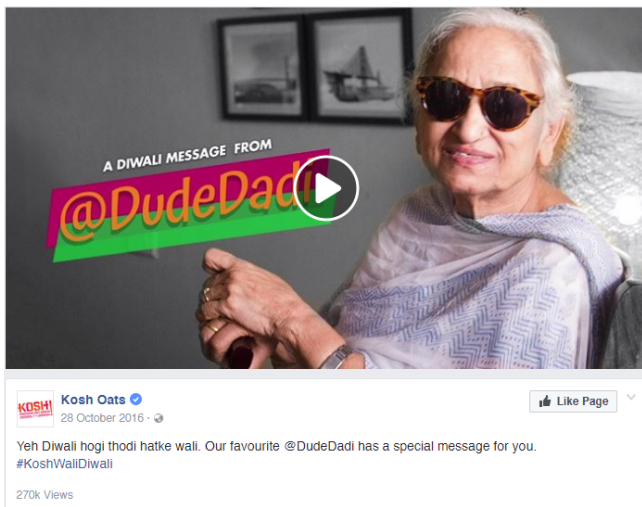 A DIWALI MESSAGE FROM
@DudeDadi
KOSH!
Kosh Oats
28 October 2016 ·
Like Page
Yeh Diwali hogi thodi hatke wali. Our favourite @DudeDadi has a special message for you.
#KoshWaliDiwali
270k Views